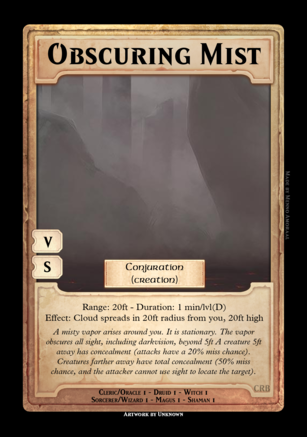 Obscuring Mist
V
S
Conjuration
(creation)
Range: 20ft - Duration: 1 min/lvl(D)
Effect: Cloud spreads in 20ft radius from you, 20ft high
A misty vapor arises around you. It is stationary. The vapor
obscures all sight, including darkvision, beyond 5ft A creature 5ft
away has concealment (attacks have a 20% miss chance).
Creatures farther away have total concealment (50% miss
chance, and the attacker cannot use sight to locate the target).
CRB
Cleric/Oracle 1 - Druid 1 - Witch 1
Sorcerer/Wizard 1 - Magus 1 - Shaman 1
Artwork by Unknown
Made by